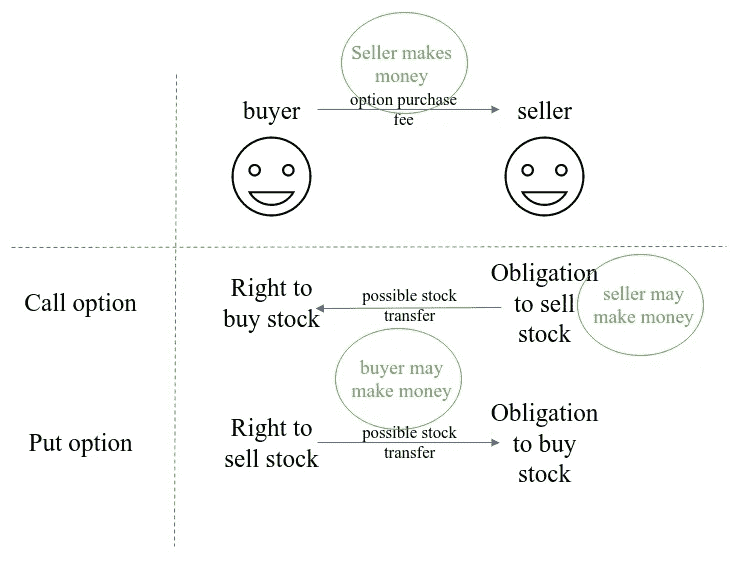 Seller makes
money
buyer
option purchase
fee
seller
Call option
Right to
buy stock
possible stock
transfer
Obligation
to sell
stock
seller may
make money
buyer may
make money
Put option
Right to
sell stock
possible stock
transfer
Obligation
to buy
stock